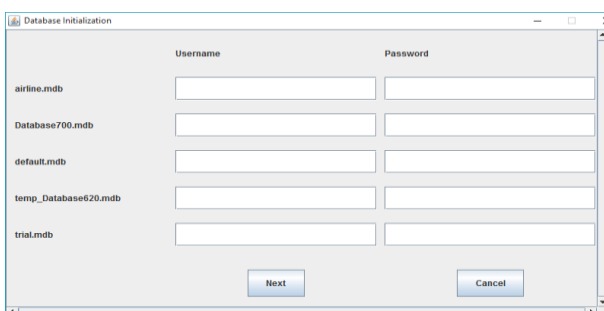 Database Initialization
Username Password
airline.mdb
Database700.mdb
default.mdb
temp_Database620.mdb
trial.mdb
Next Cancel